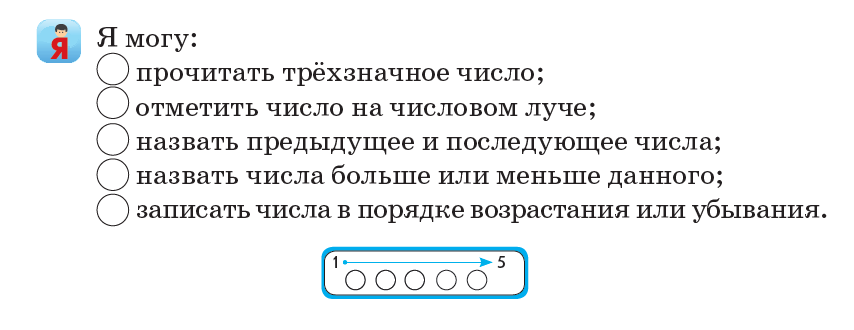 Я
Я могу:
прочитать трёхзначное число;
отметить число на числовом луче;
назвать предыдущее и последующее числа;
назвать числа больше или меньше данного;
записать числа в порядке возрастания или убывания.
1 5